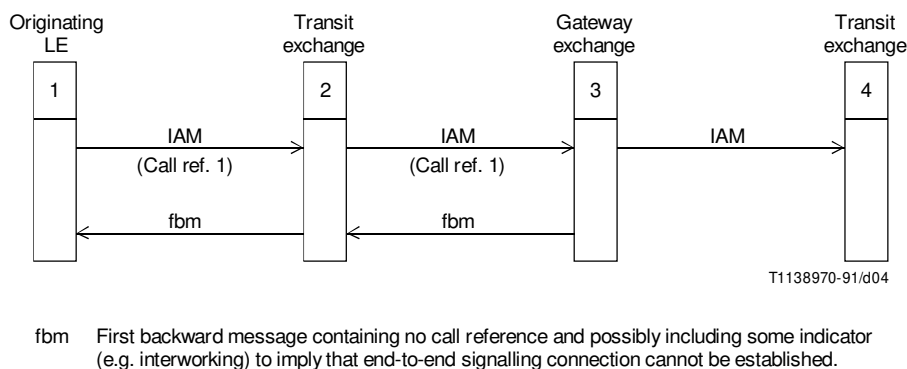 Originating
LE
Transit
exchange
Gateway
exchange
Transit
exchange
1
2
3
4
IAM
IAM
IAM
(Call ref. 1)
(Call ref. 1)
fbm
fbm
T1138970-91/d04
fbm First backward message containing no call reference and possibly including some indicator
(e.g. interworking) to imply that end-to-end signalling connection cannot be established.